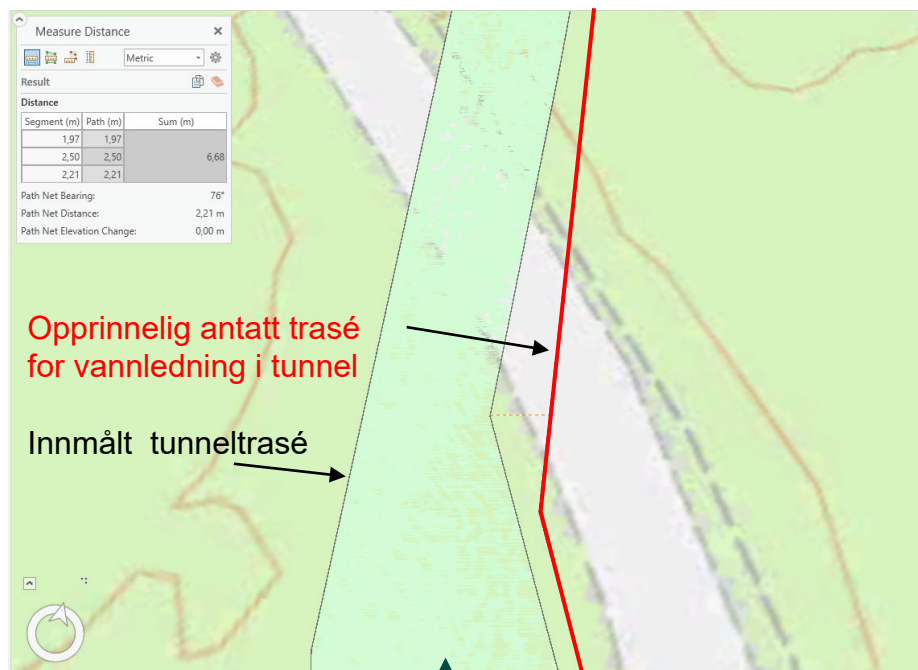 Measure Distance
Metric
Result
Distance
Segment (m) Path (m) Sum (m)
1,97 1,97
2,50 2,50 6,68
2,21 2,21
Path Net Bearing: 76°
Path Net Distance: 2,21 m
Path Net Elevation Change: 0,00 m
Opprinnelig antatt trasé
for vannledning i tunnel
Innmålt tunneltrasé